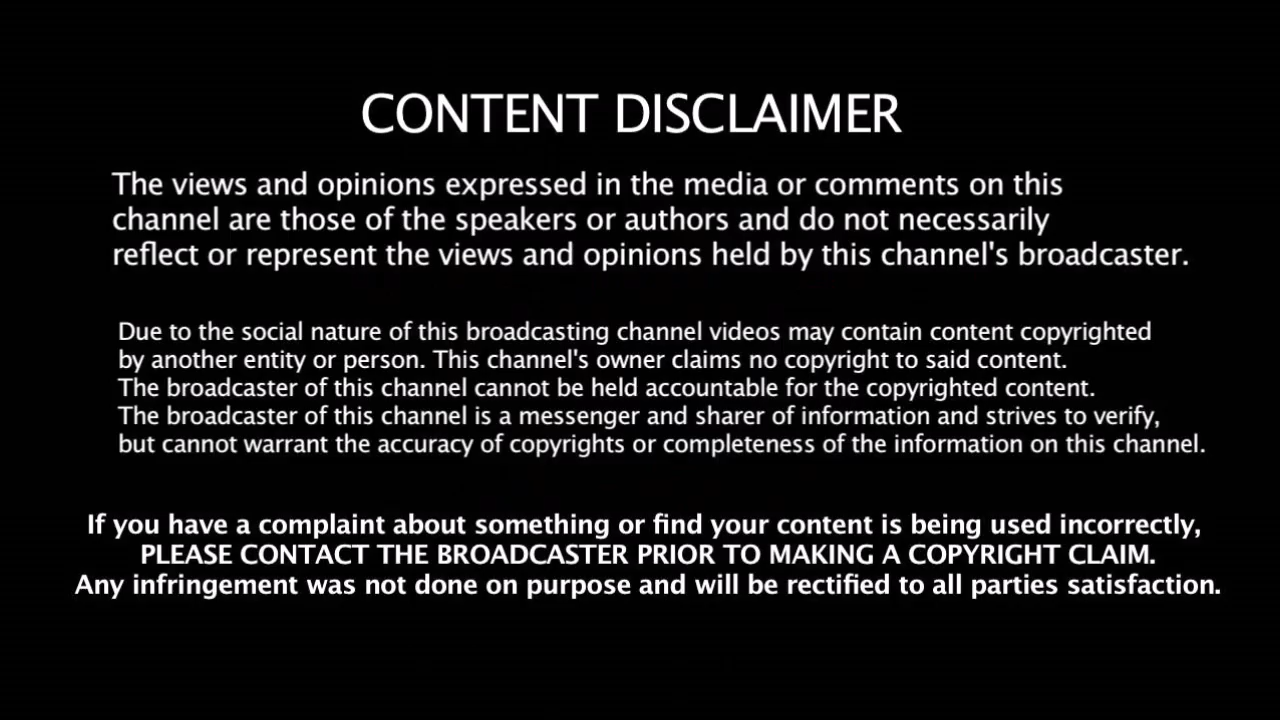 CONTENT DISCLAIMER
The views and opinions expressed in the media or comments on this
channel are those of the speakers or authors and do not necessarily
reflect or represent the views and opinions held by this channel's broadcaster.
Due to the social nature of this broadcasting channel videos may contain content copyrighted
by another entity or person. This channel's owner claims no copyright to said content.
The broadcaster of this channel cannot be held accountable for the copyrighted content.
The broadcaster of this channel is a messenger and sharer of information and strives to verify,
but cannot warrant the accuracy of copyrights or completeness of the information on this channel.
If you have a complaint about something or find your content is being used incorrectly,
PLEASE CONTACT THE BROADCASTER PRIOR TO MAKING A COPYRIGHT CLAIM.
Any infringement was not done on purpose and will be rectified to all parties satisfaction.